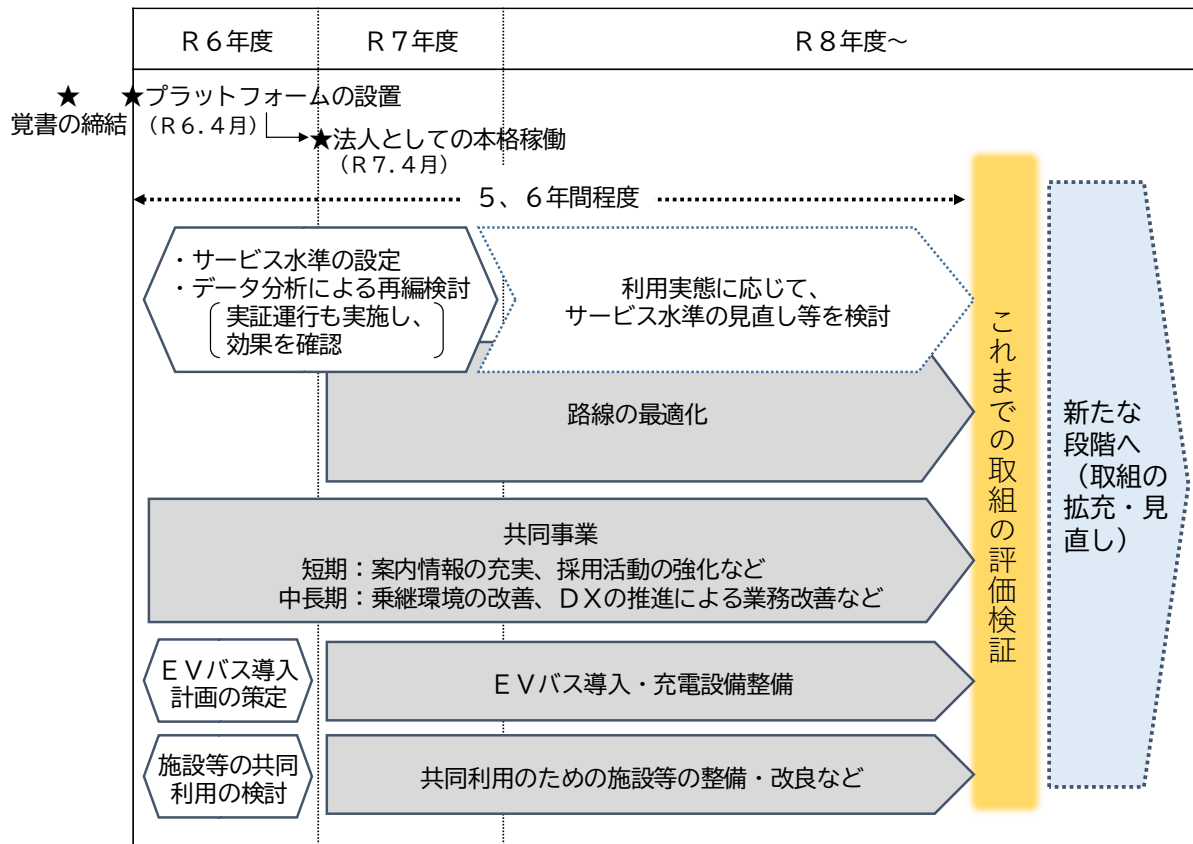 R6年度
R7年度
R8年度~
★ ★プラットフォームの設置
覚書の締結 (R6.4月)
★法人としての本格稼働
(R7.4月)
5、6年間程度
・サービス水準の設定
・データ分析による再編検討
実証運行も実施し、
効果を確認
利用実態に応じて、
サービス水準の見直し等を検討
路線の最適化
共同事業
短期:案内情報の充実、採用活動の強化など
中長期:乗継環境の改善、DXの推進による業務改善など
EVバス導入
計画の策定
EVバス導入・充電設備整備
施設等の共同
利用の検討
共同利用のための施設等の整備・改良など
これまでの取組の評価検証
新たな
段階へ
(取組の
拡充・見
直し)